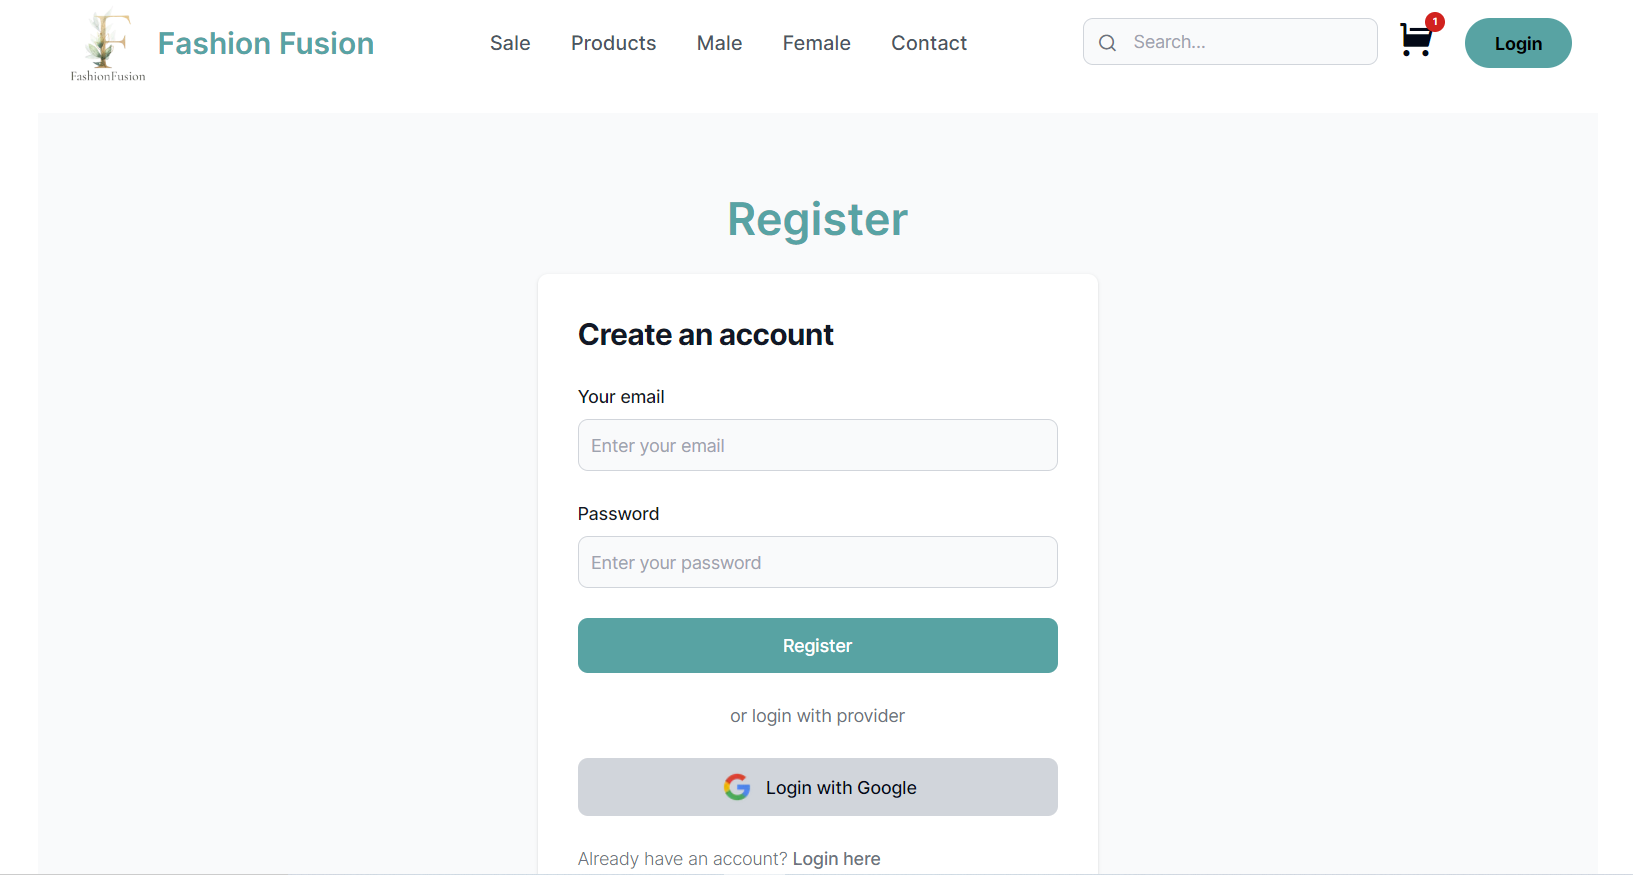 F
FashionFusion
Fashion Fusion
Sale
Products
Male
Female
Contact
Search...
1
Login
Register
Create an account
Your email
Enter your email
Password
Enter your password
Register
or login with provider
Login with Google
Already have an account? Login here